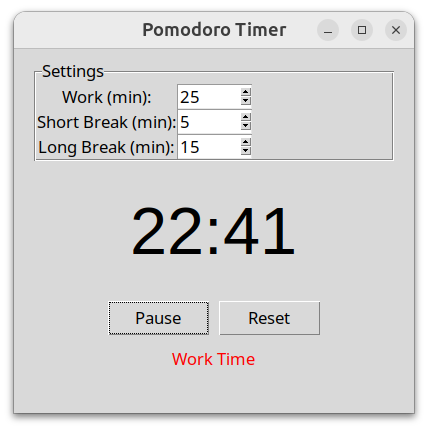 Pomodoro Timer
Settings
Work (min): 25
Short Break (min): 5
Long Break (min): 15
22:41
Pause Reset
Work Time